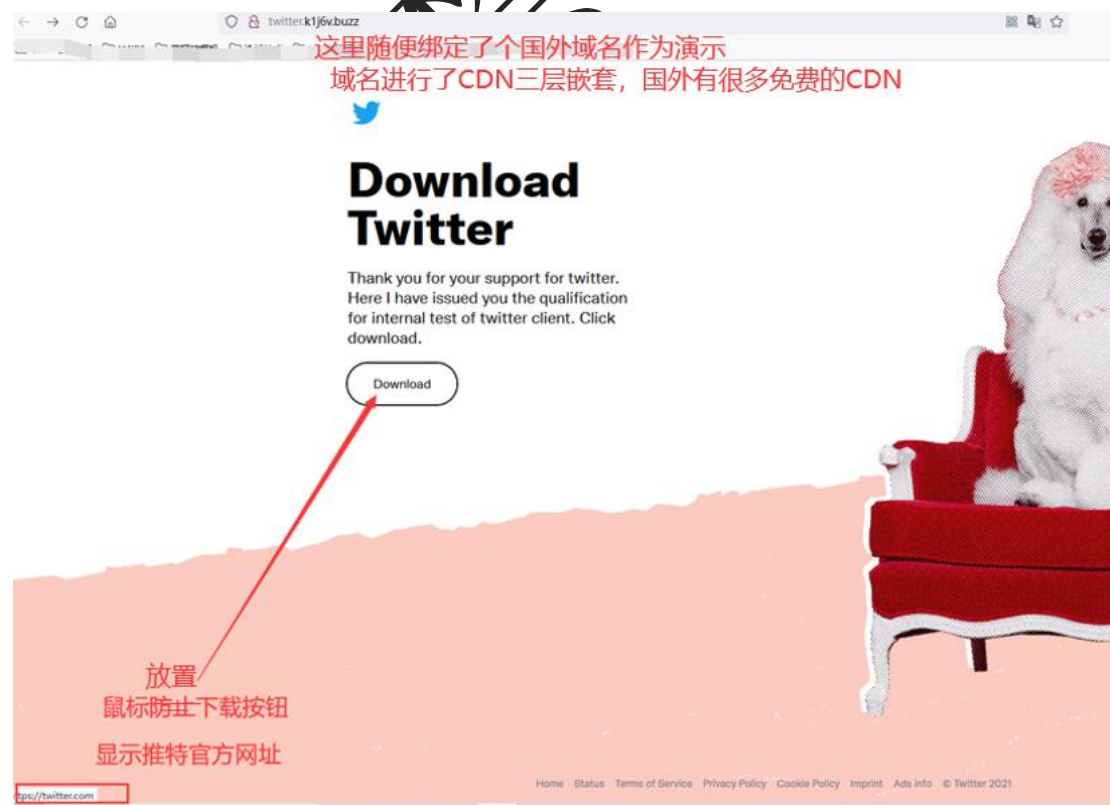 twitter.k1j6v.buzz
这里随便绑定了个国外域名作为演示
域名进行了CDN三层嵌套，国外有很多免费的CDN
Download
Twitter
Thank you for your support for twitter.
Here I have issued you the qualification
for internal test of twitter client. Click
download.
Download
放置
鼠标防止下载按钮
显示推特官方网址
ttps://twitter.com
Home Status Terms of Service Privacy Policy Cookie Policy Imprint Ads info © Twitter 2021